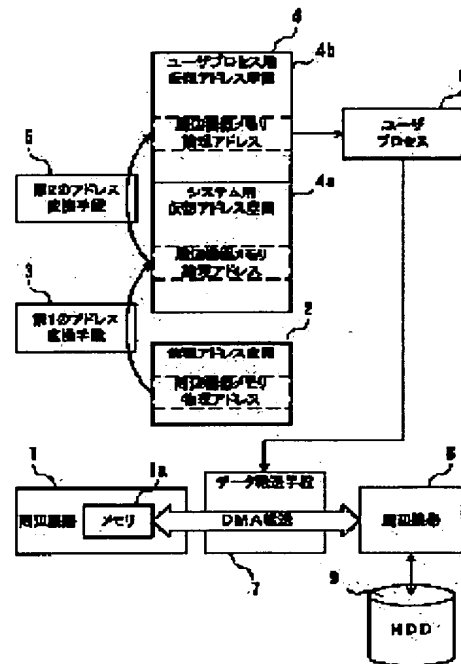 4
ユーザプロセス用
仮想アドレス空間
4b
周辺機器メモリ
論理アドレス
ユーザ
プロセス
第2のアドレス
変換手段
システム用
仮想アドレス空間
4a
周辺機器メモリ
論理アドレス
3
第1のアドレス
変換手段
2
物理アドレス空間
周辺機器メモリ
物理アドレス
1
1a
周辺機器
メモリ
データ転送手段
DMA転送
7
周辺機器
9
HDD